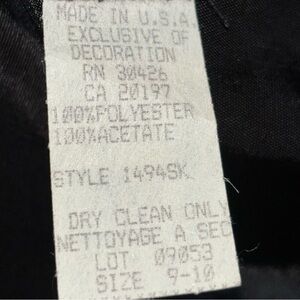 MADE IN U.S.A.
EXCLUSIVE OF
DECORATION
RN 30426
CA 20197
100%POLYESTER
100%ACETATE
STYLE 1494SK
DRY CLEAN ONLY
NETTOYAGE A SEC
LOT 09053
SIZE 9-10